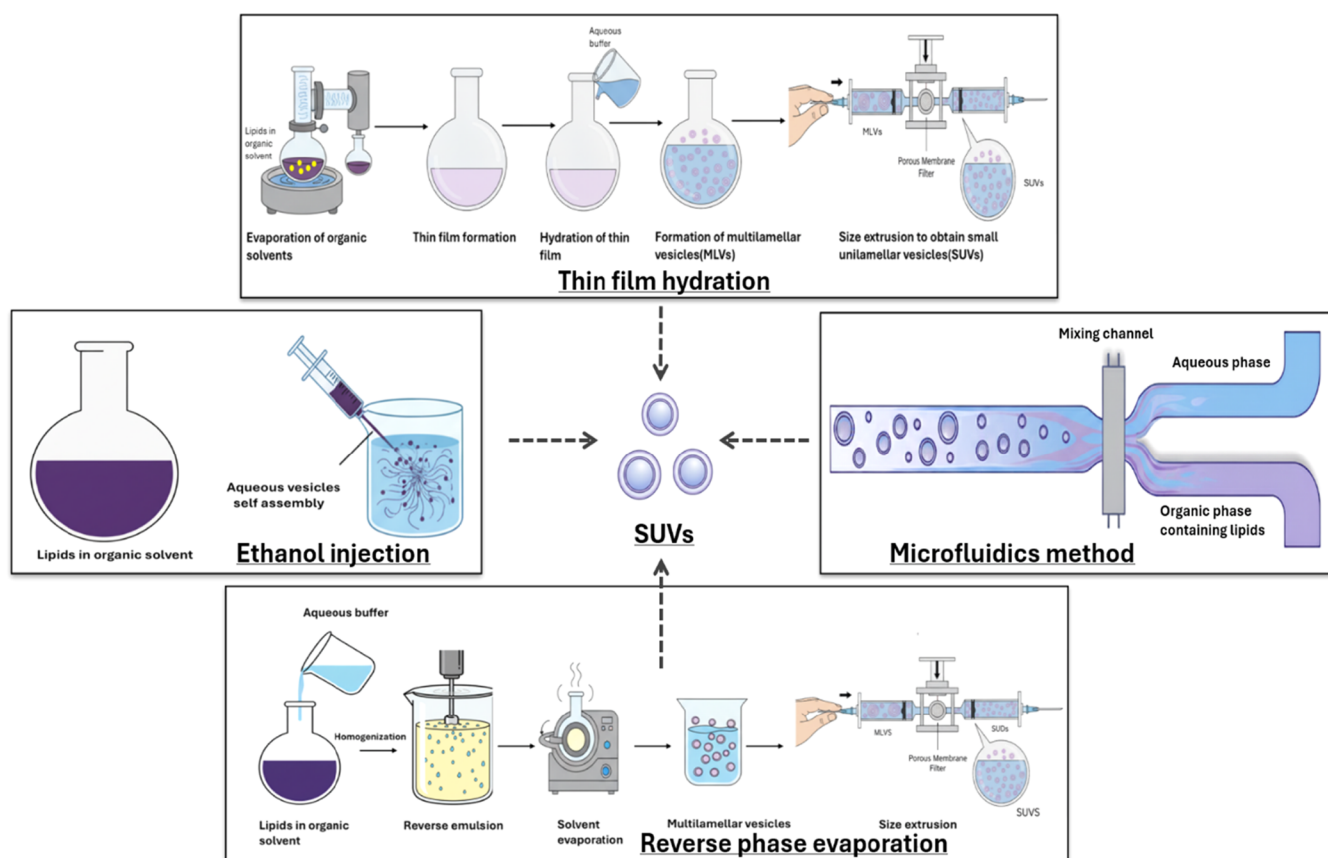 Aqueous
buffer
Lipids in
organic
solvent
MLVs
Porous Membrane
Filter
SUVs
Evaporation of organic
solvents
Thin film formation
Hydration of thin
film
Formation of multilamellar
vesicles(MLVs)
Size extrusion to obtain small
unilamellar vesicles(SUVs)
Thin film hydration
Aqueous vesicles
self assembly
Lipids in organic solvent
Ethanol injection
SUVs
Mixing channel
Aqueous phase
Organic phase
containing lipids
Microfluidics method
Aqueous buffer
Homogenization
Lipids in organic
solvent
Reverse emulsion
Solvent
evaporation
Multilamellar vesicles
MLVS
SUDs
Porous Membrane
Filter
SUVS
Size extrusion
Reverse phase evaporation